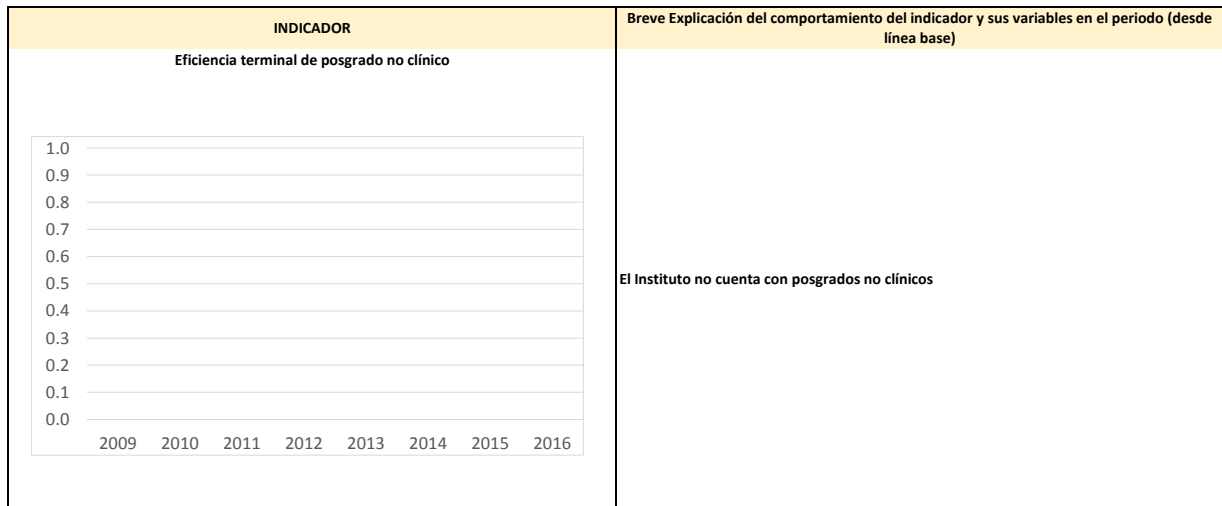 INDICADOR
Breve Explicación del comportamiento del indicador y sus variables en el periodo (desde
línea base)
Eficiencia terminal de posgrado no clínico
1.0
0.9
0.8
0.7
0.6
0.5
0.4
0.3
0.2
0.1
0.0
2009 2010 2011 2012 2013 2014 2015 2016
El Instituto no cuenta con posgrados no clínicos